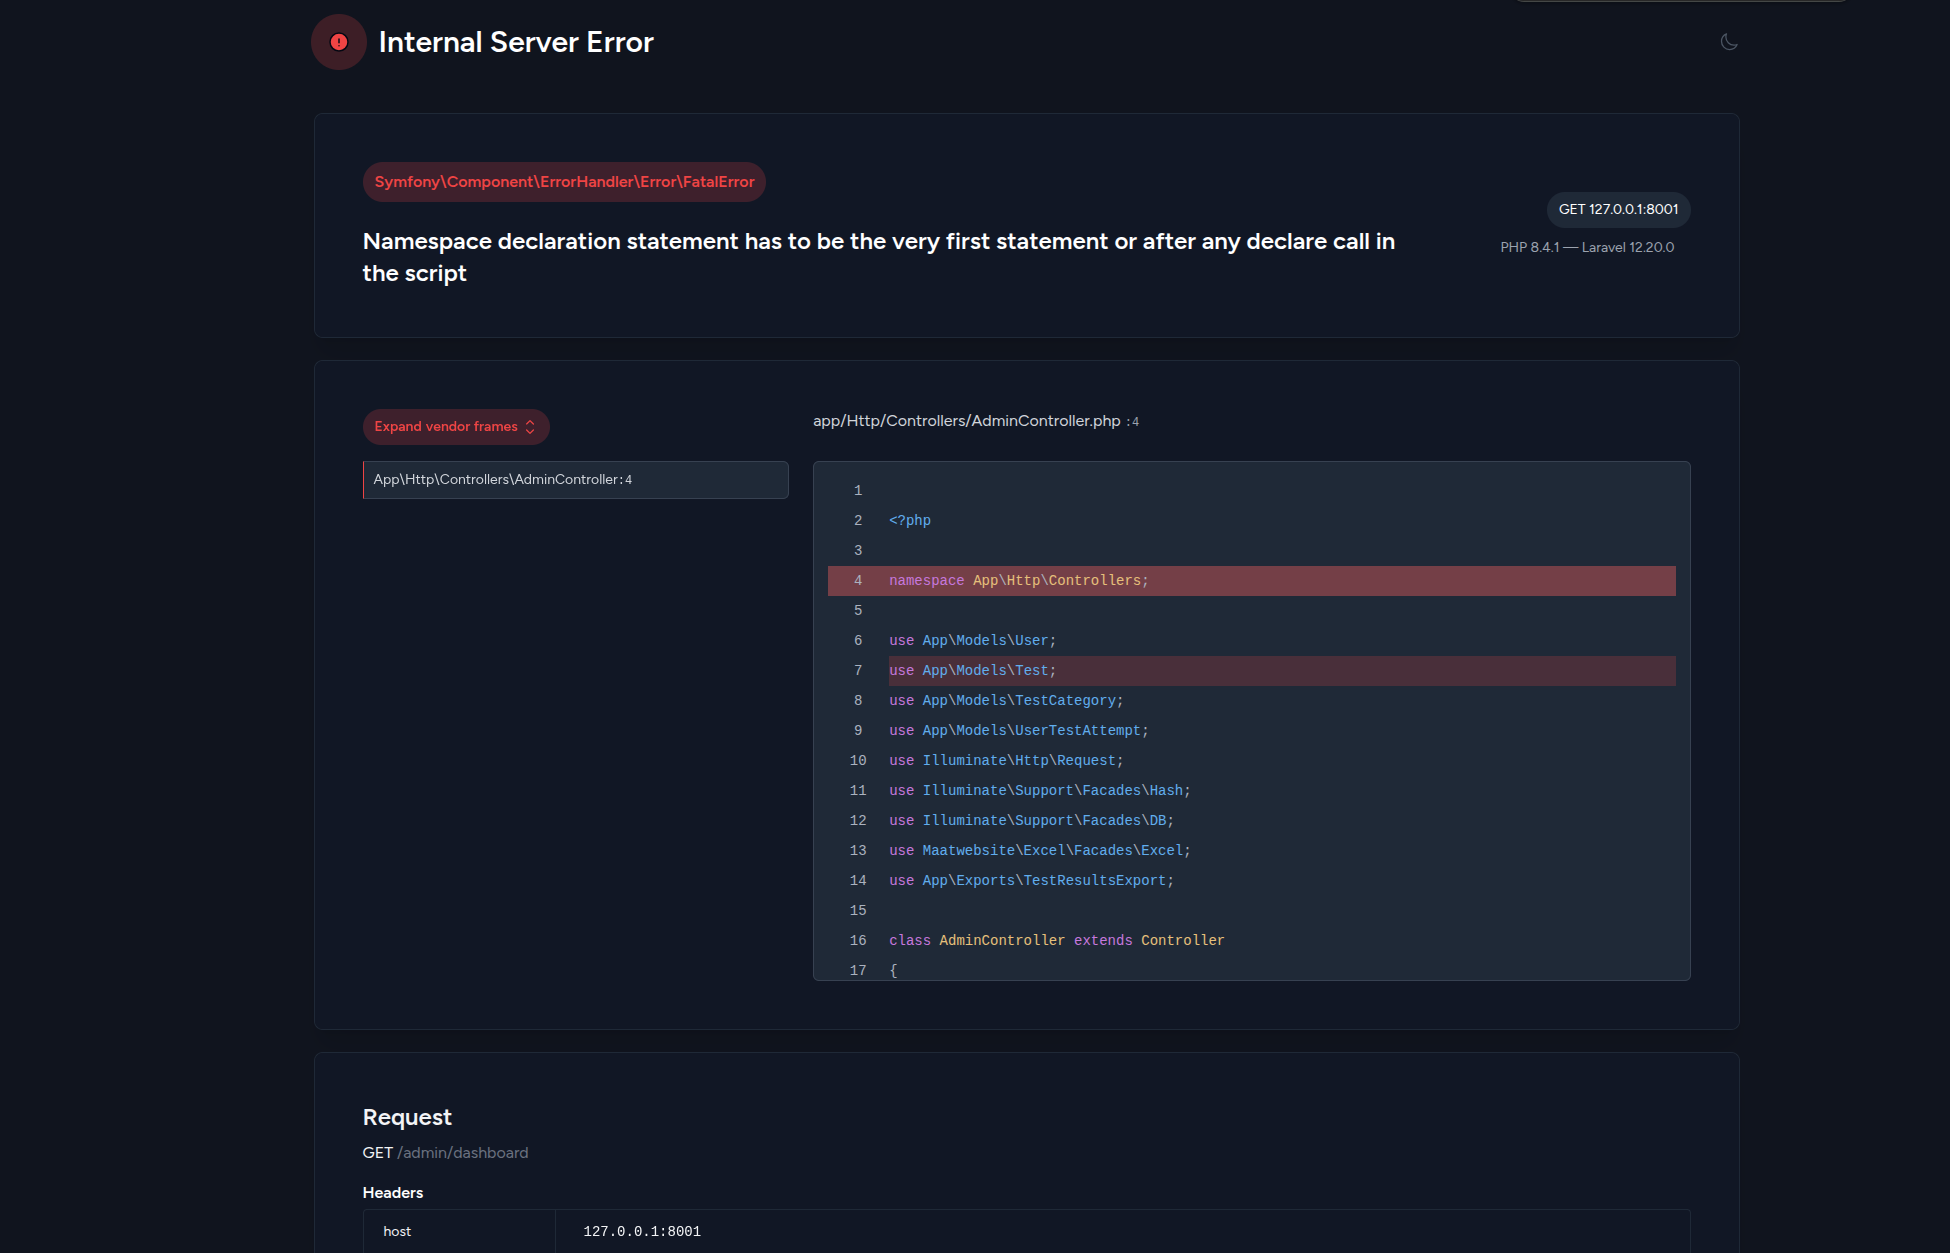 Internal Server Error
Symfony\Component\ErrorHandler\Error\FatalError
Namespace declaration statement has to be the very first statement or after any declare call in
the script
GET 127.0.0.1:8001
PHP 8.4.1 — Laravel 12.20.0
Expand vendor frames
App\Http\Controllers\AdminController:4
app/Http/Controllers/AdminController.php :4
1
2 <?php
3
4 namespace App\Http\Controllers;
5
6 use App\Models\User;
7 use App\Models\Test;
8 use App\Models\TestCategory;
9 use App\Models\UserTestAttempt;
10 use Illuminate\Http\Request;
11 use Illuminate\Support\Facades\Hash;
12 use Illuminate\Support\Facades\DB;
13 use Maatwebsite\Excel\Facades\Excel;
14 use App\Exports\TestResultsExport;
15
16 class AdminController extends Controller
17 {
Request
GET /admin/dashboard
Headers
host 127.0.0.1:8001